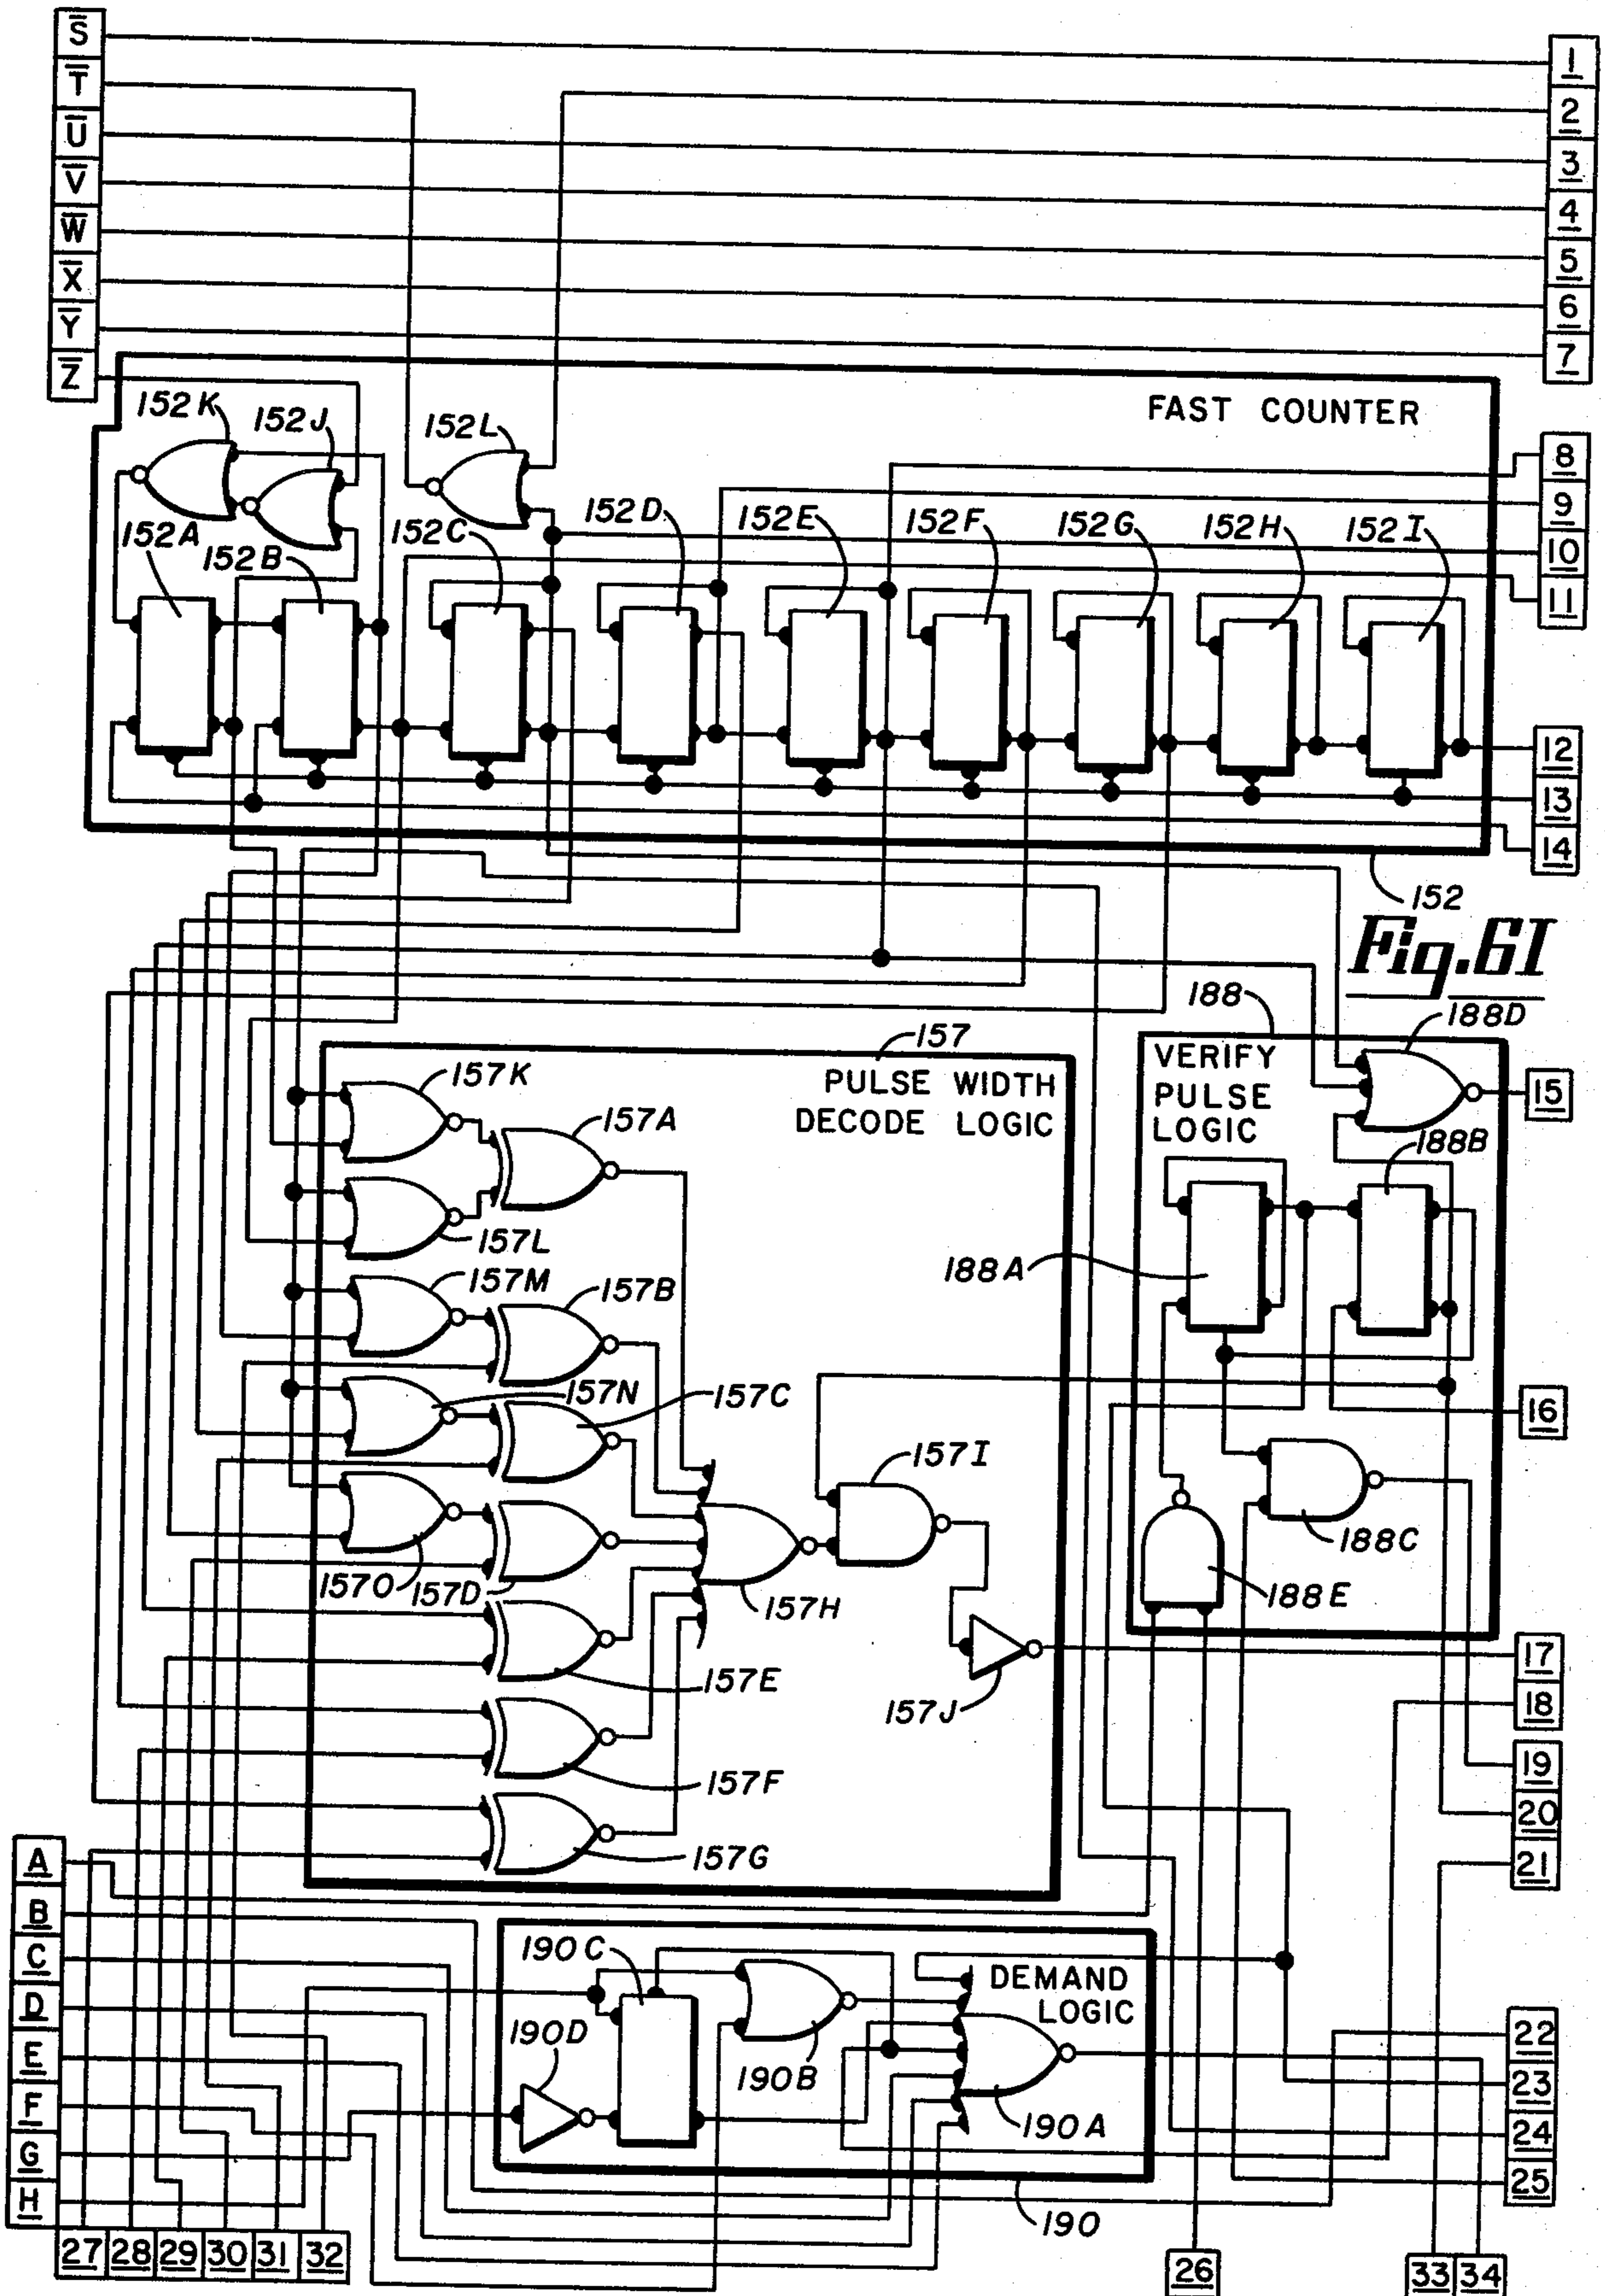 S̅
1
T̅
2
U̅
3
V̅
4
W̅
5
X̅
6
Y̅
7
Z̅
FAST COUNTER
152K
152J
152L
8
9
152A
152B
152C
152D
152E
152F
152G
152H
152I
10
11
12
13
14
152
Fig. 6I
188
188D
157
VERIFY
PULSE
LOGIC
157K
PULSE WIDTH
DECODE LOGIC
15
157A
188B
157L
188A
157M
157B
157N
157C
16
157I
188C
157O
157D
157H
188E
157E
17
157J
18
157F
19
20
157G
21
A
B
C
190C
DEMAND
LOGIC
D
190D
22
E
190B
23
F
190A
24
G
25
H
190
27
28
29
30
31
32
26
33
34